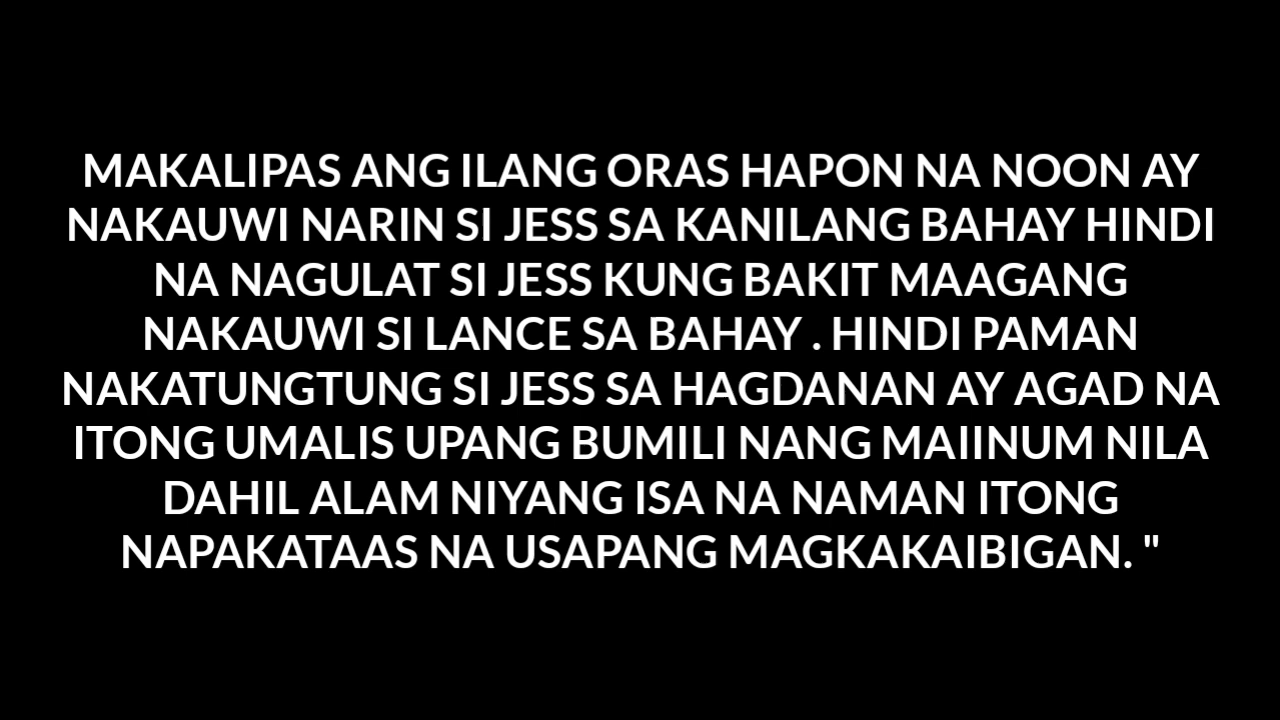 MAKALIPAS ANG ILANG ORAS HAPON NA NOON AY
NAKAUWI NARIN SI JESS SA KANILANG BAHAY HINDI
NA NAGULAT SI JESS KUNG BAKIT MAAGANG
NAKAUWI SI LANCE SA BAHAY . HINDI PAMAN
NAKATUNGTUNG SI JESS SA HAGDANAN AY AGAD NA
ITONG UMALIS UPANG BUMILI NANG MAIINUM NILA
DAHIL ALAM NIYANG ISA NA NAMAN ITONG
NAPAKATAAS NA USAPANG MAGKAKAIBIGAN. "